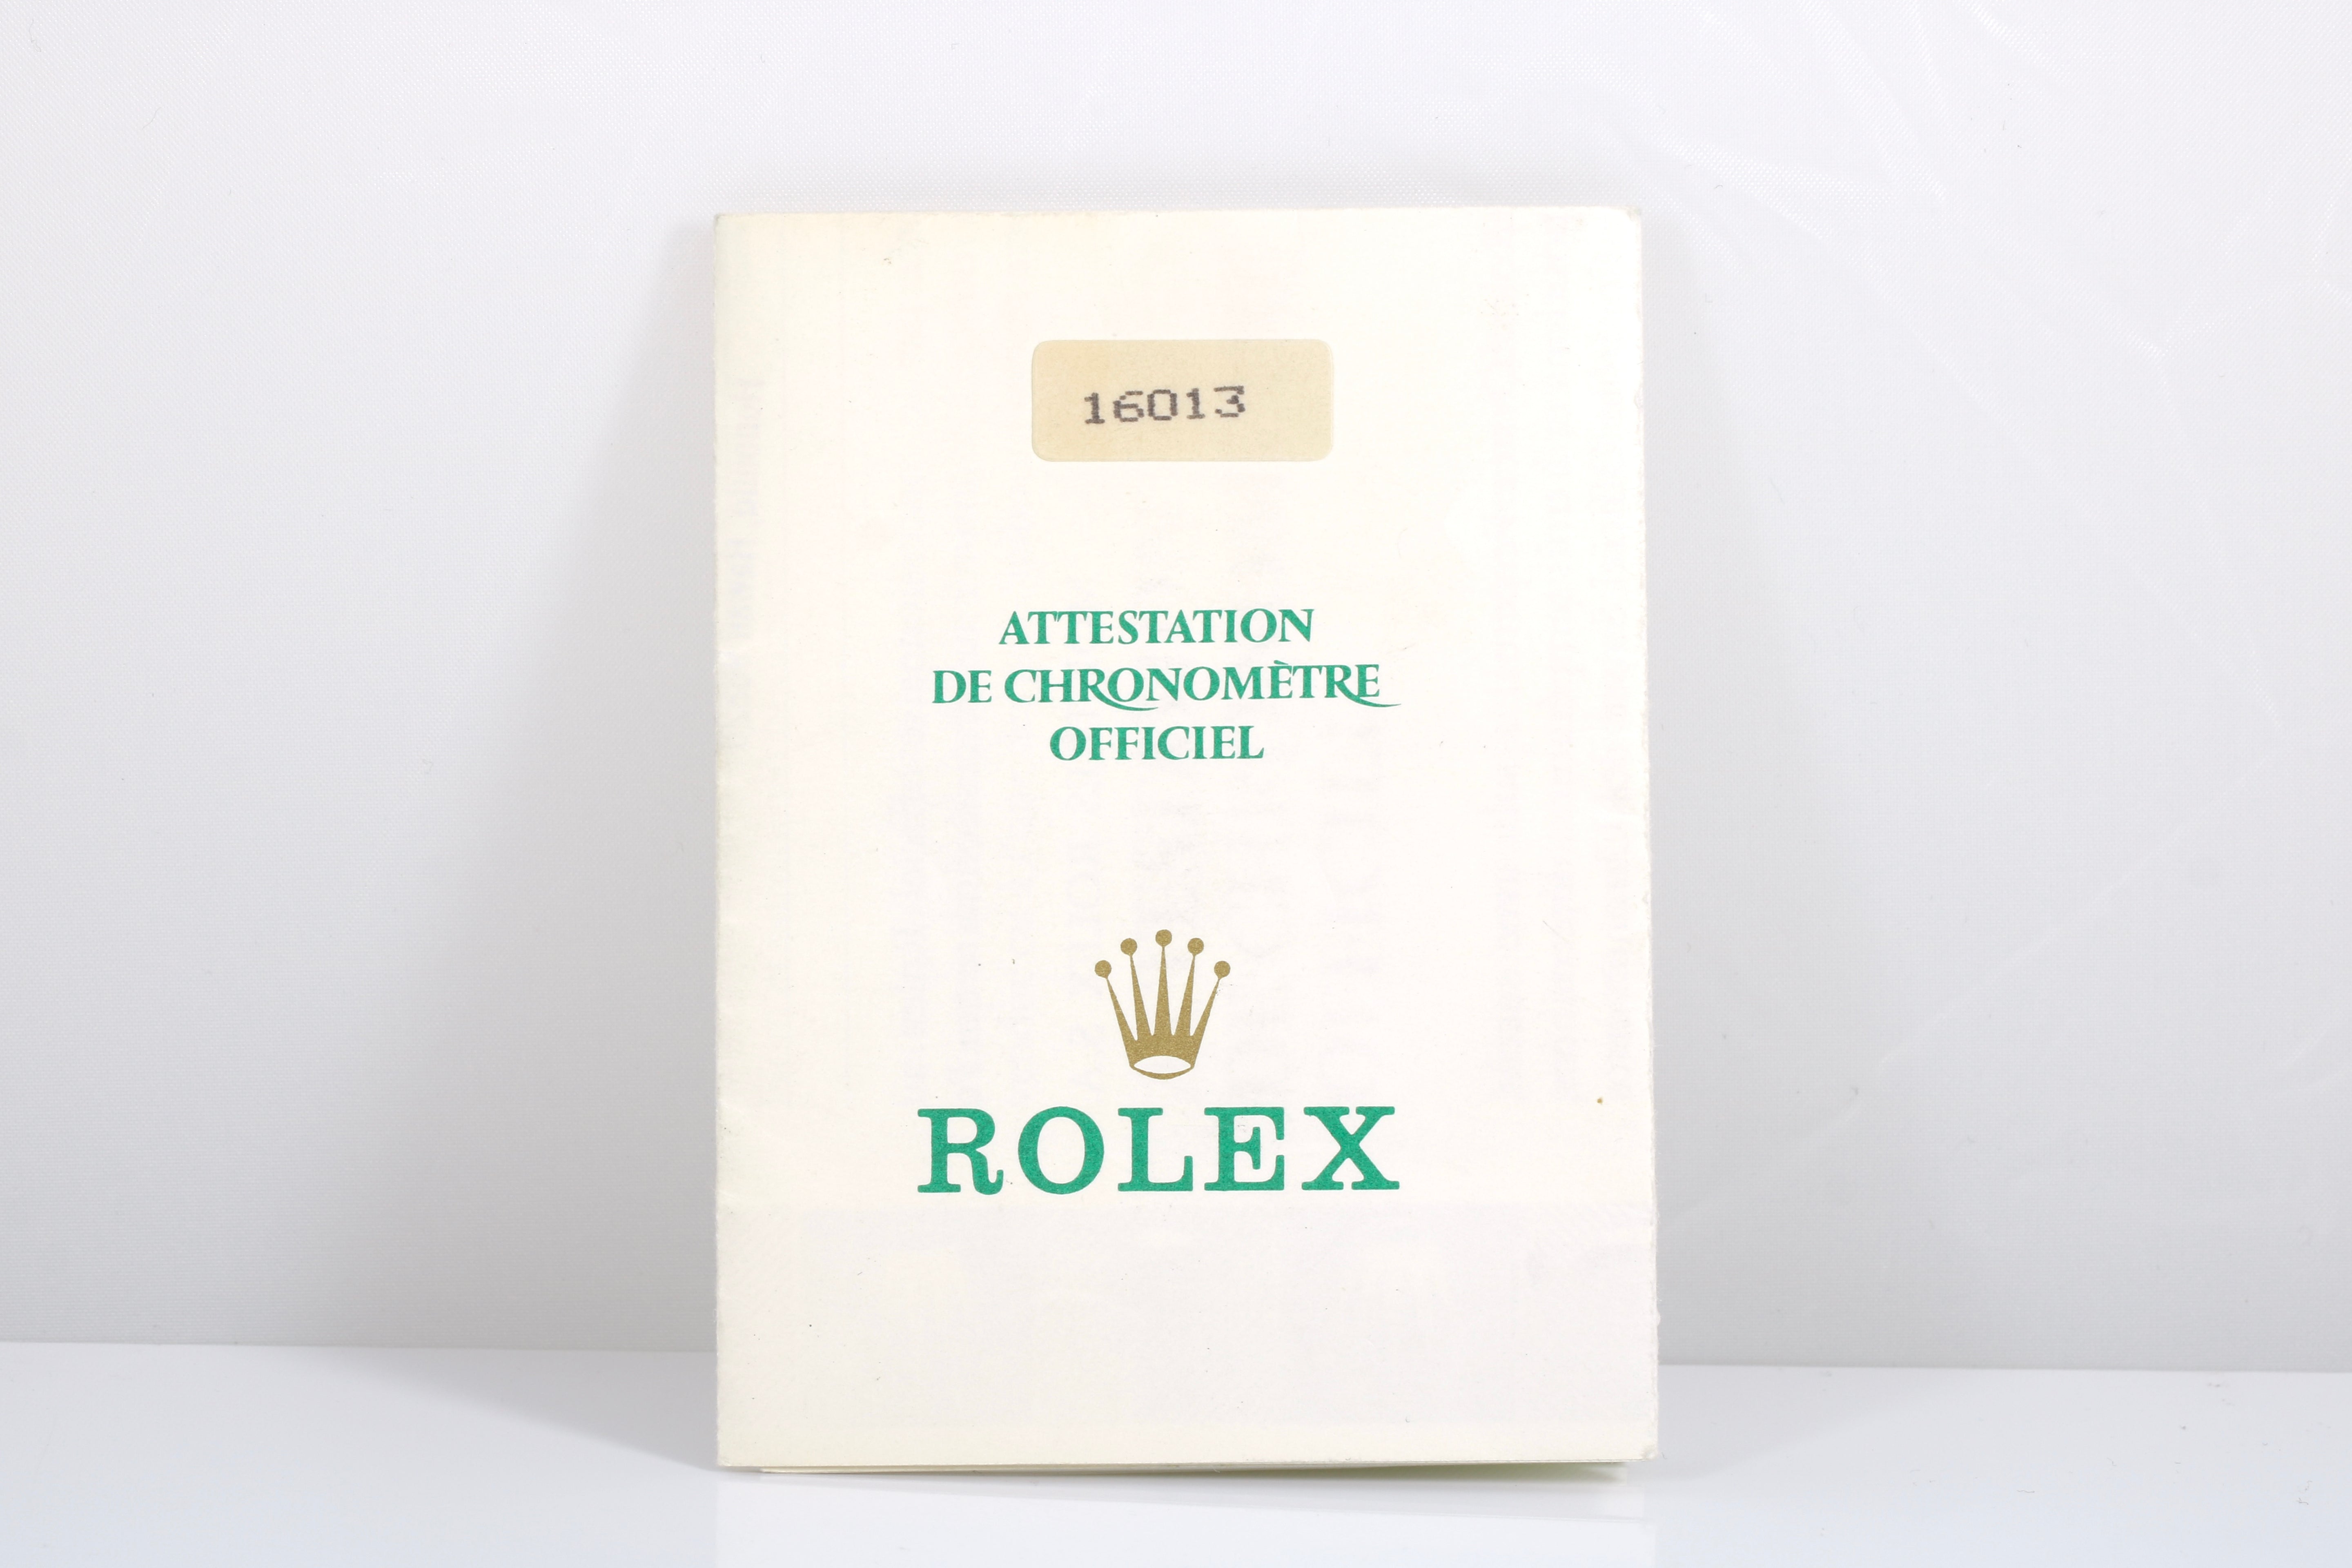 16013
ATTESTATION
DE CHRONOMÈTRE
OFFICIEL
ROLEX